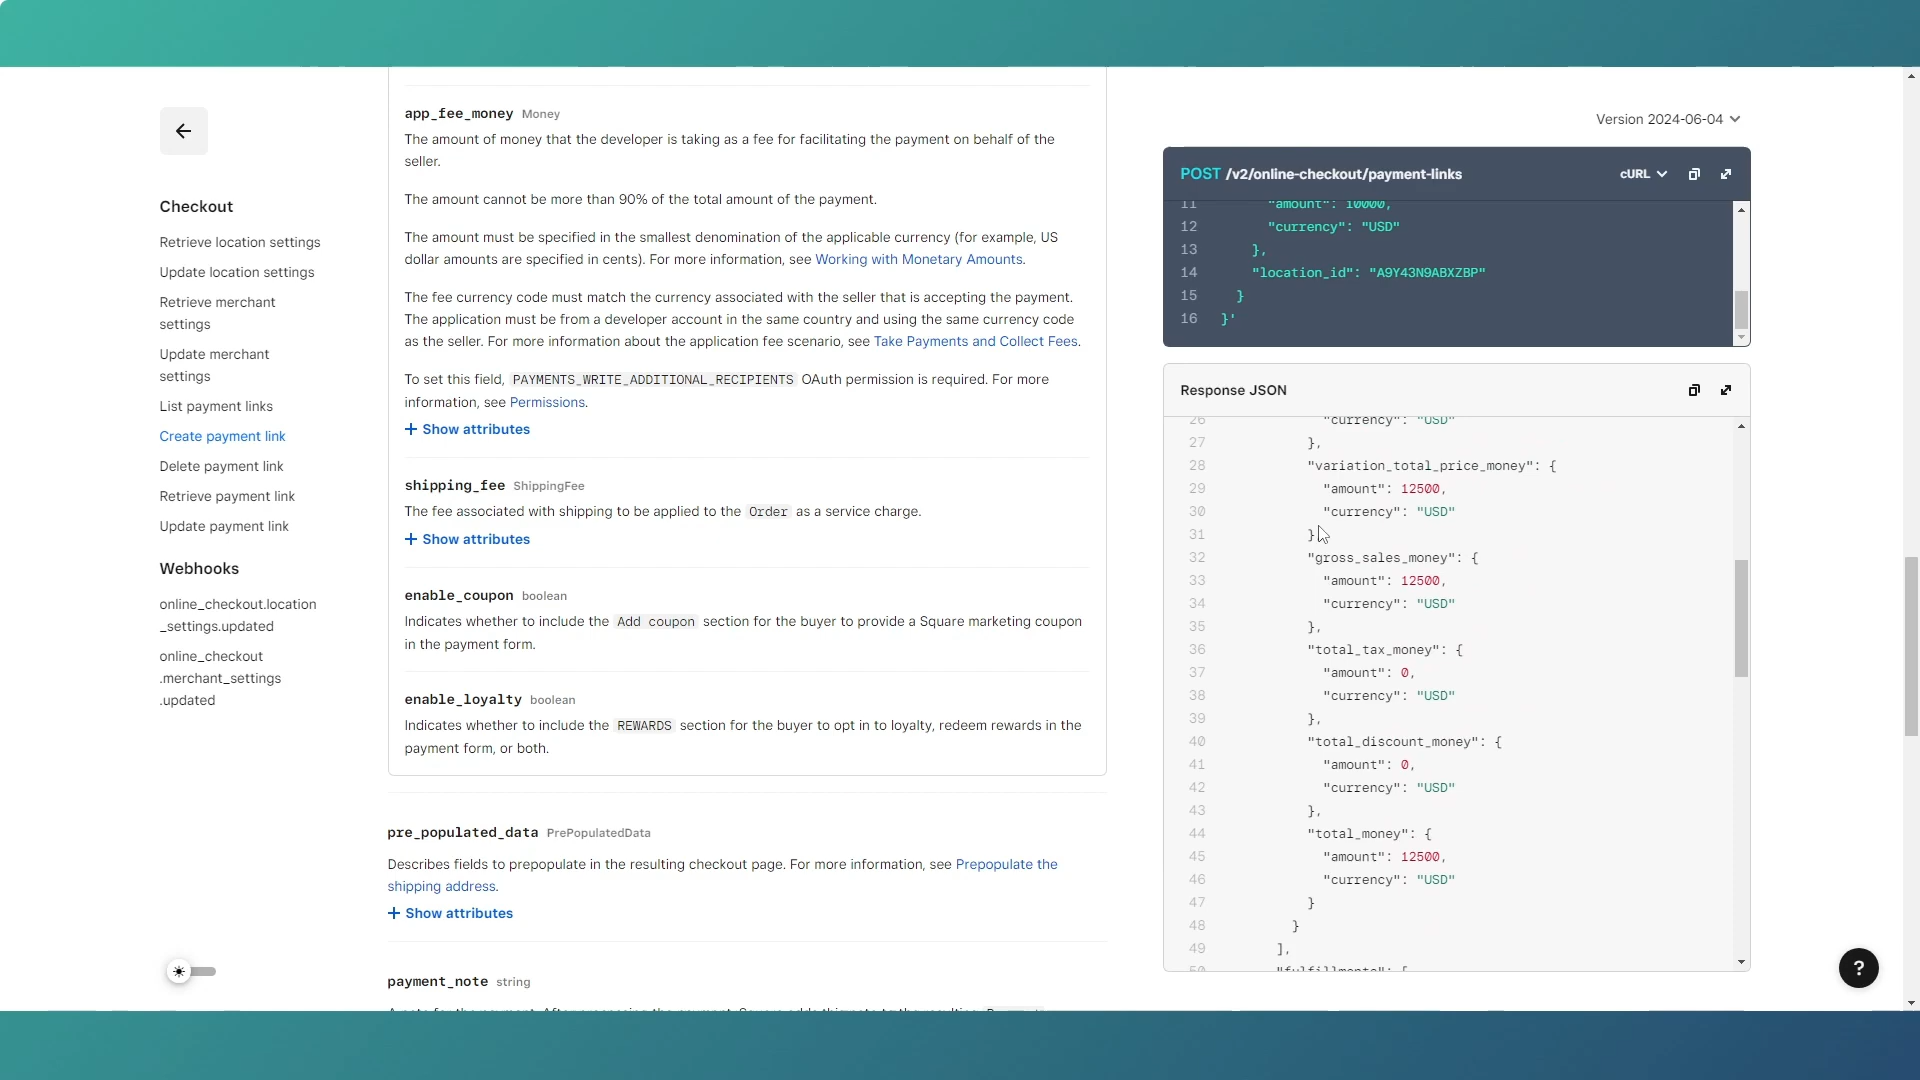 Checkout
Retrieve location settings
Update location settings
Retrieve merchant
settings
Update merchant
settings
List payment links
Create payment link
Delete payment link
Retrieve payment link
Update payment link
Webhooks
online_checkout.location
_settings.updated
online_checkout
.merchant_settings
.updated
app_fee_money Money
The amount of money that the developer is taking as a fee for facilitating the payment on behalf of the
seller.
The amount cannot be more than 90% of the total amount of the payment.
The amount must be specified in the smallest denomination of the applicable currency (for example, US
dollar amounts are specified in cents). For more information, see Working with Monetary Amounts.
The fee currency code must match the currency associated with the seller that is accepting the payment.
The application must be from a developer account in the same country and using the same currency code
as the seller. For more information about the application fee scenario, see Take Payments and Collect Fees.
To set this field, PAYMENTS_WRITE_ADDITIONAL_RECIPIENTS OAuth permission is required. For more
information, see Permissions.
+ Show attributes
shipping_fee ShippingFee
The fee associated with shipping to be applied to the Order as a service charge.
+ Show attributes
enable_coupon boolean
Indicates whether to include the Add coupon section for the buyer to provide a Square marketing coupon
in the payment form.
enable_loyalty boolean
Indicates whether to include the REWARDS section for the buyer to opt in to loyalty, redeem rewards in the
payment form, or both.
pre_populated_data PrePopulatedData
Describes fields to prepopulate in the resulting checkout page. For more information, see Prepopulate the
shipping address.
+ Show attributes
payment_note string
Version 2024-06-04
POST /v2/online-checkout/payment-links cURL
11 "amount": 10000,
12 "currency": "USD"
13 },
14 "location_id": "A9Y43N9ABXZBP"
15 }
16 }'
Response JSON
26 "currency": "USD"
27 },
28 "variation_total_price_money": {
29 "amount": 12500,
30 "currency": "USD"
31 }
32 "gross_sales_money": {
33 "amount": 12500,
34 "currency": "USD"
35 },
36 "total_tax_money": {
37 "amount": 0,
38 "currency": "USD"
39 },
40 "total_discount_money": {
41 "amount": 0,
42 "currency": "USD"
43 },
44 "total_money": {
45 "amount": 12500,
46 "currency": "USD"
47 }
48 }
49 ],
50 "fulfillments": [
?